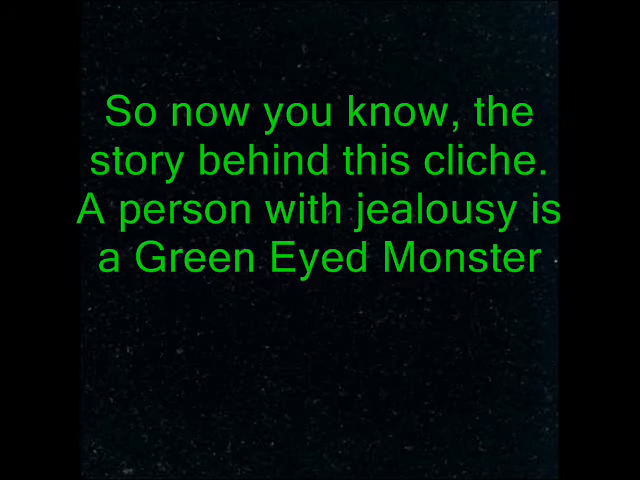 So now you know, the
story behind this cliche.
A person with jealousy is
a Green Eyed Monster